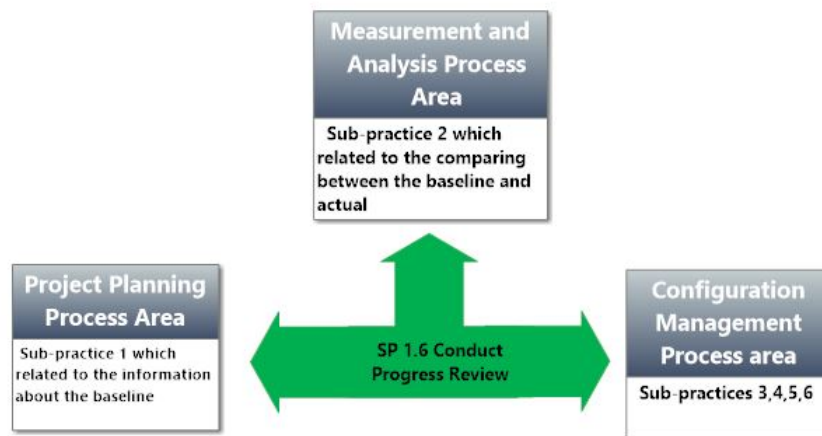 Measurement and
Analysis Process
Area
Sub-practice 2 which
related to the comparing
between the baseline and
actual
Project Planning
Process Area
Sub-practice 1 which
related to the information
about the baseline
SP 1.6 Conduct
Progress Review
Configuration
Management
Process area
Sub-practices 3,4,5,6